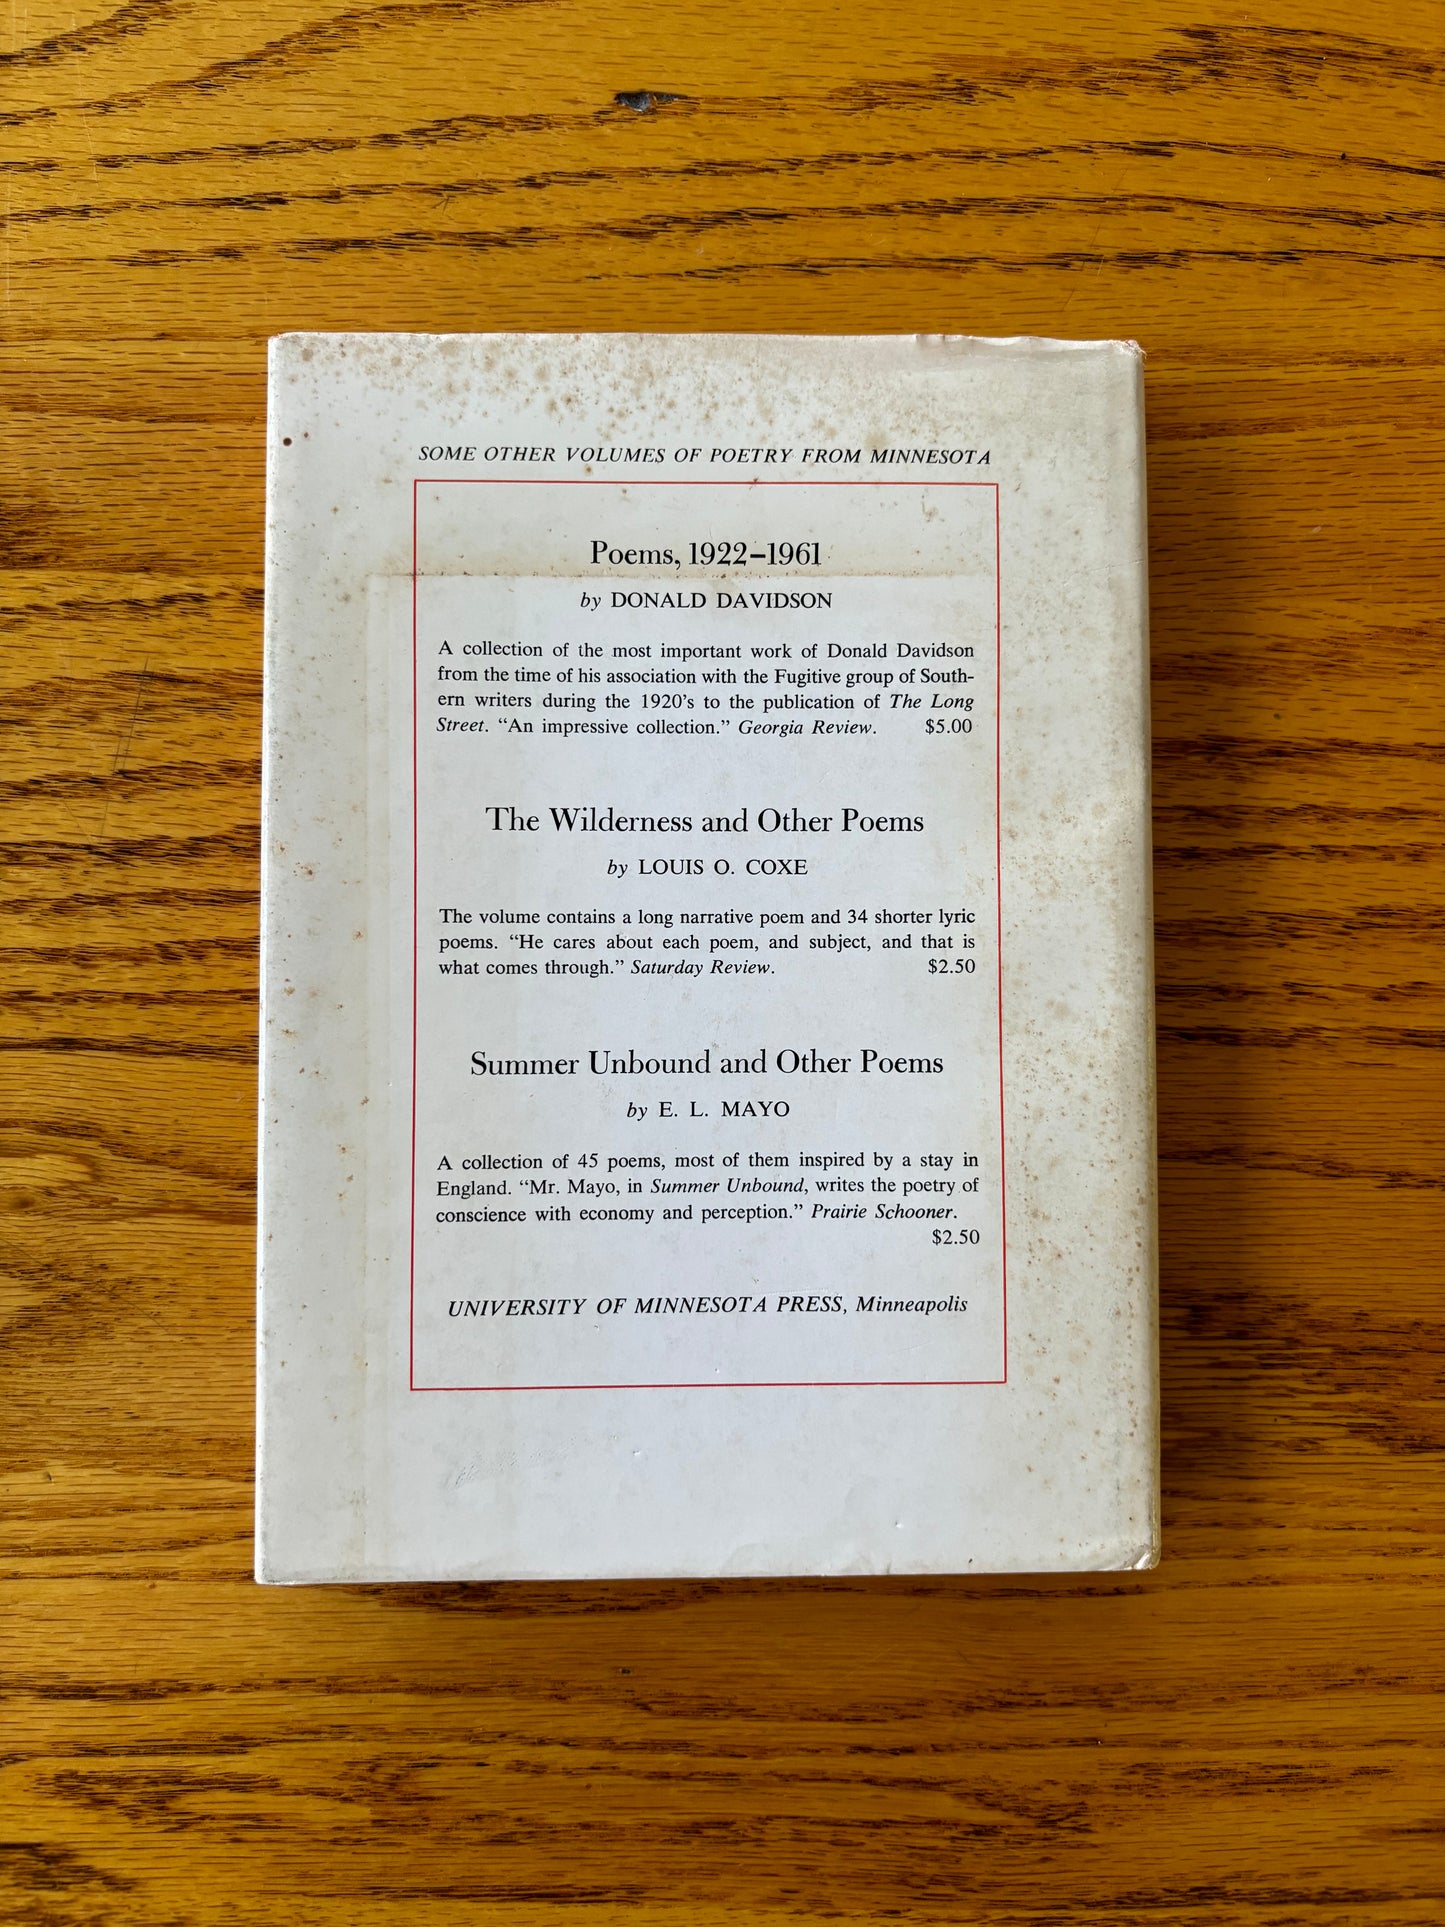 SOME OTHER VOLUMES OF POETRY FROM MINNESOTA
Poems, 1922–1961
by DONALD DAVIDSON
A collection of the most important work of Donald Davidson
from the time of his association with the Fugitive group of South-
ern writers during the 1920's to the publication of The Long
Street. “An impressive collection.” Georgia Review. $5.00
The Wilderness and Other Poems
by LOUIS O. COXE
The volume contains a long narrative poem and 34 shorter lyric
poems. “He cares about each poem, and subject, and that is
what comes through.” Saturday Review. $2.50
Summer Unbound and Other Poems
by E. L. MAYO
A collection of 45 poems, most of them inspired by a stay in
England. “Mr. Mayo, in Summer Unbound, writes the poetry of
conscience with economy and perception.” Prairie Schooner.
$2.50
UNIVERSITY OF MINNESOTA PRESS, Minneapolis